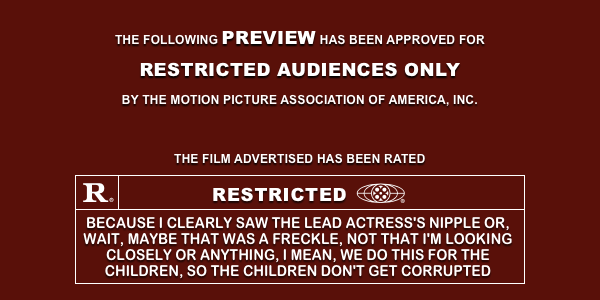 THE FOLLOWING PREVIEW HAS BEEN APPROVED FOR
RESTRICTED AUDIENCES ONLY
BY THE MOTION PICTURE ASSOCIATION OF AMERICA, INC.
THE FILM ADVERTISED HAS BEEN RATED
R® RESTRICTED ®
BECAUSE I CLEARLY SAW THE LEAD ACTRESS'S NIPPLE OR,
WAIT, MAYBE THAT WAS A FRECKLE, NOT THAT I'M LOOKING
CLOSELY OR ANYTHING, I MEAN, WE DO THIS FOR THE
CHILDREN, SO THE CHILDREN DON'T GET CORRUPTED